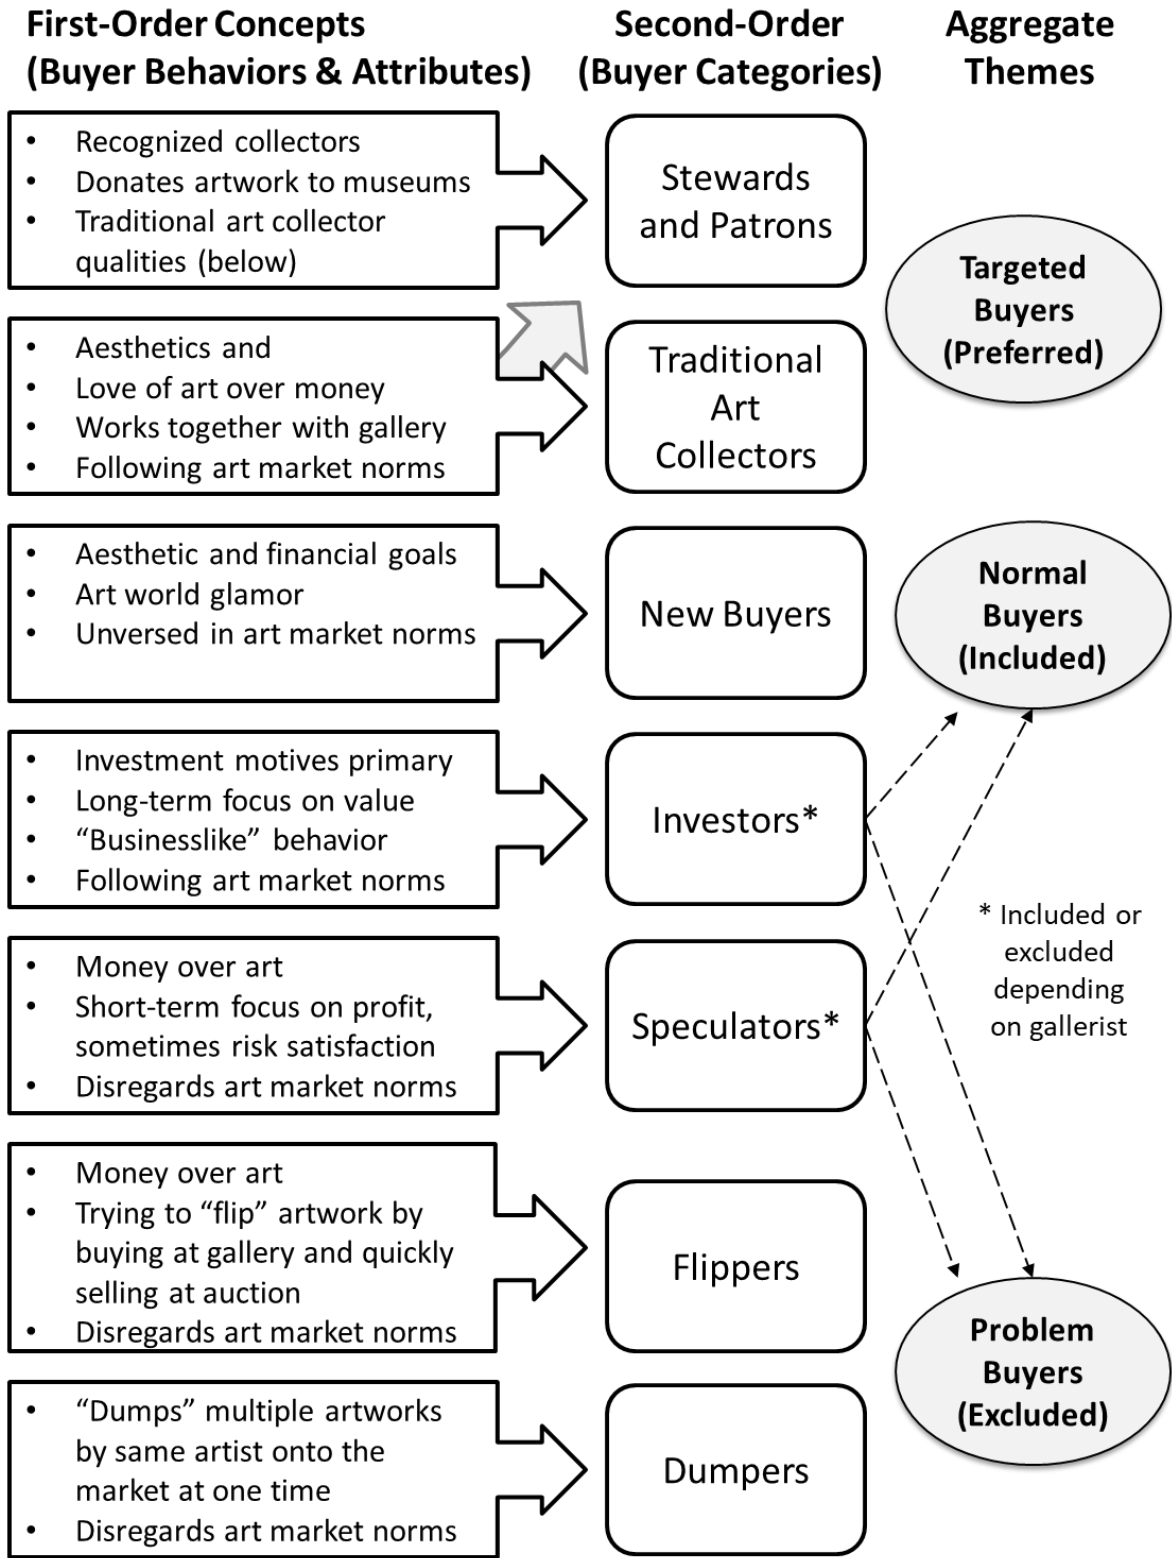 First-Order Concepts
(Buyer Behaviors & Attributes)
Second-Order
(Buyer Categories)
Aggregate
Themes
• Recognized collectors
• Donates artwork to museums
• Traditional art collector
qualities (below)
Stewards
and Patrons
Targeted
Buyers
(Preferred)
• Aesthetics and
• Love of art over money
• Works together with gallery
• Following art market norms
Traditional
Art
Collectors
• Aesthetic and financial goals
• Art world glamor
• Unversed in art market norms
New Buyers
Normal
Buyers
(Included)
• Investment motives primary
• Long-term focus on value
• “Businesslike” behavior
• Following art market norms
Investors*
* Included or
excluded
depending
on gallerist
• Money over art
• Short-term focus on profit,
sometimes risk satisfaction
• Disregards art market norms
Speculators*
• Money over art
• Trying to “flip” artwork by
buying at gallery and quickly
selling at auction
• Disregards art market norms
Flippers
Problem
Buyers
(Excluded)
• “Dumps” multiple artworks
by same artist onto the
market at one time
• Disregards art market norms
Dumpers